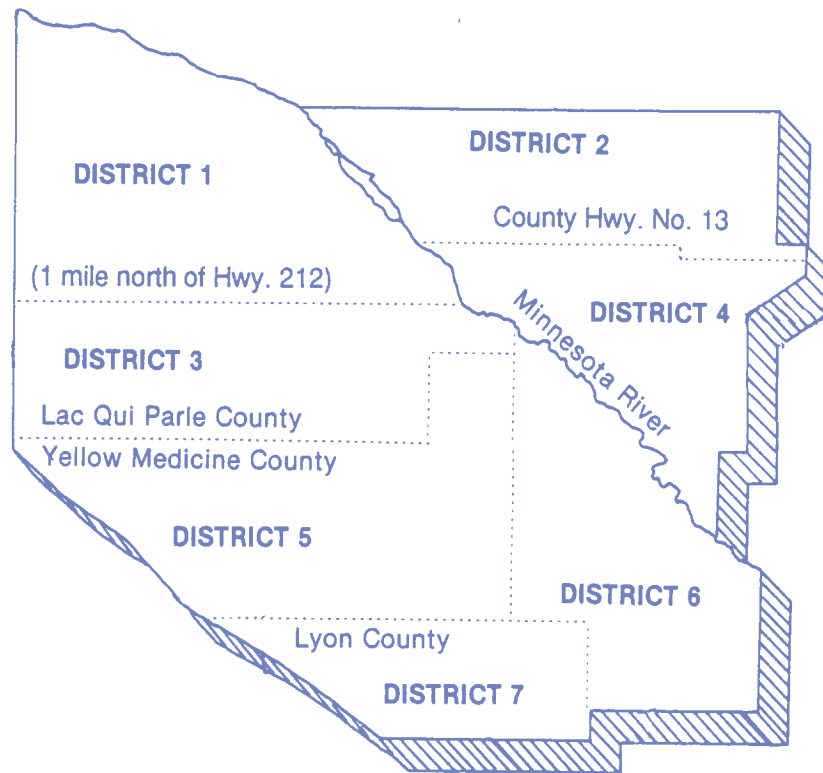 DISTRICT 2
DISTRICT 1
County Hwy. No. 13
(1 mile north of Hwy. 212)
Minnesota River
DISTRICT 4
DISTRICT 3
Lac Qui Parle County
Yellow Medicine County
DISTRICT 5
DISTRICT 6
Lyon County
DISTRICT 7